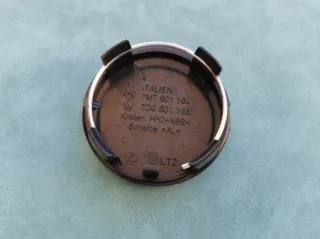 >ITALIEN<
7M7 601 165
7D0 601 165
Krallen >PC+ABS<
Scheibe >AL<
LT2